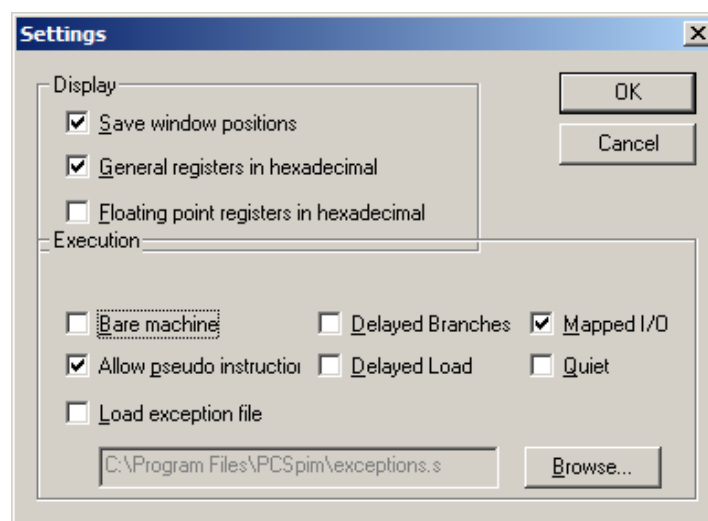 Settings
Display
OK
Save window positions
Cancel
General registers in hexadecimal
Floating point registers in hexadecimal
Execution
Bare machine
Delayed Branches
Mapped I/O
Allow pseudo instruction
Delayed Load
Quiet
Load exception file
C:\Program Files\PCSpim\exceptions.s
Browse...